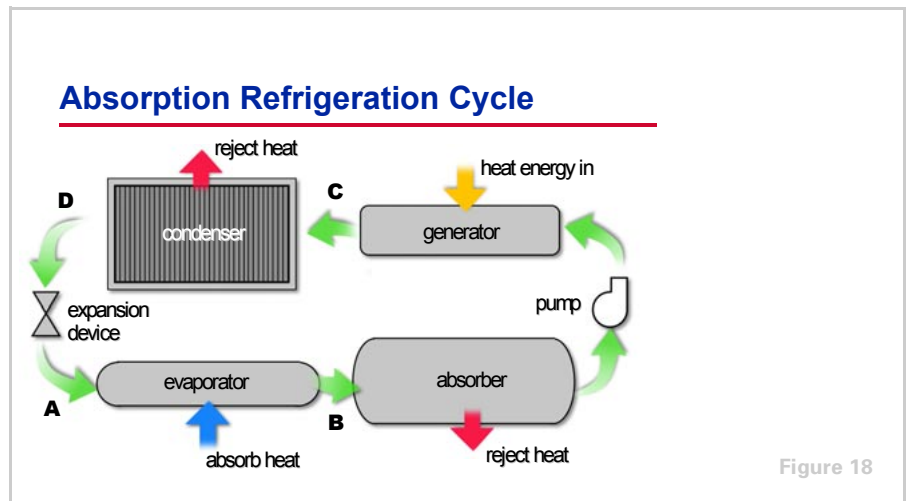 Absorption Refrigeration Cycle
reject heat
heat energy in
D
C
condenser
generator
expansion
device
pump
evaporator
absorber
A
B
absorb heat
reject heat
Figure 18